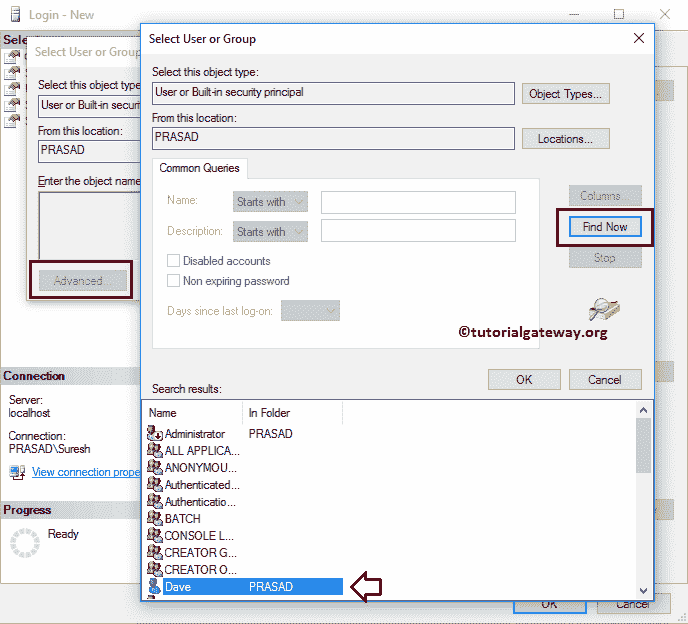 Login - New
Select User or Group
Select this object type:
User or Built-in security principal
Object Types...
From this location:
PRASAD
Locations...
Common Queries
Name:
Starts with
Description:
Starts with
Disabled accounts
Non expiring password
Days since last log-on:
Columns...
Find Now
Stop
©tutorialgateway.org
OK
Cancel
Search results:
Name In Folder
Administrator PRASAD
ALL APPLICA...
ANONYMOU...
Authenticated...
Authenticatio...
BATCH
CONSOLE L...
CREATOR G...
CREATOR O...
Dave PRASAD
Select User or Group
Select this object type
User or Built-in securi
From this location:
PRASAD
Enter the object name
Advanced...
Connection
Server:
localhost
Connection:
PRASAD\Suresh
View connection prope
Progress
Ready
OK
Cancel